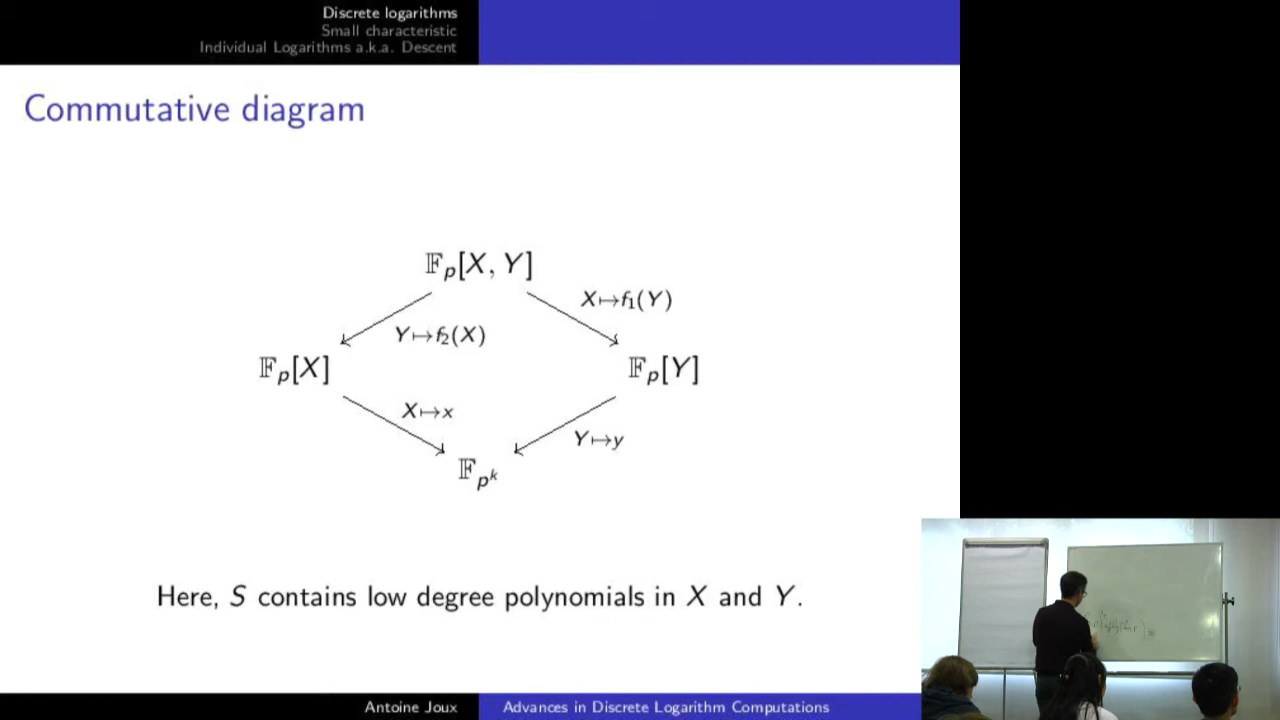 Discrete logarithms
Small characteristic
Individual Logarithms a.k.a. Descent
Commutative diagram
𝔽p[X, Y]
X↦f₁(Y)
Y↦f₂(X)
𝔽p[X]
𝔽p[Y]
X↦x
Y↦y
𝔽pᵏ
Here, S contains low degree polynomials in X and Y.
Antoine Joux
Advances in Discrete Logarithm Computations